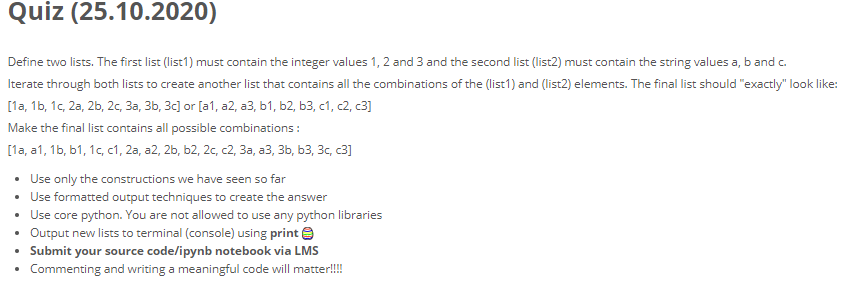 Quiz (25.10.2020)
Define two lists. The first list (list1) must contain the integer values 1, 2 and 3 and the second list (list2) must contain the string values a, b and c.
Iterate through both lists to create another list that contains all the combinations of the (list1) and (list2) elements. The final list should "exactly" look like:
[1a, 1b, 1c, 2a, 2b, 2c, 3a, 3b, 3c] or [a1, a2, a3, b1, b2, b3, c1, c2, c3]
Make the final list contains all possible combinations :
[1a, a1, 1b, b1, 1c, c1, 2a, a2, 2b, b2, 2c, c2, 3a, a3, 3b, b3, 3c, c3]
• Use only the constructions we have seen so far
• Use formatted output techniques to create the answer
• Use core python. You are not allowed to use any python libraries
• Output new lists to terminal (console) using print
• Submit your source code/ipynb notebook via LMS
• Commenting and writing a meaningful code will matter!!!!